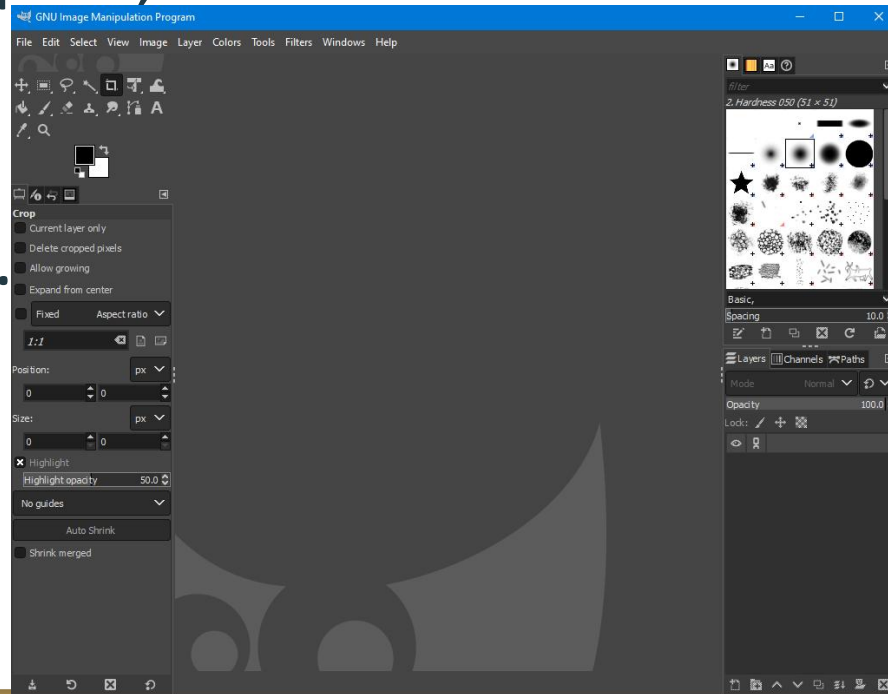 GNU Image Manipulation Program
File Edit Select View Image Layer Colors Tools Filters Windows Help
filter
2. Hardness 050 (51 × 51)
Crop
Current layer only
Delete cropped pixels
Allow growing
Expand from center
Fixed Aspect ratio
1:1
Position: px
0 0
Size: px
0 0
Highlight
Highlight opacity 50.0
No guides
Auto Shrink
Shrink merged
Basic,
Spacing 10.0
Layers Channels Paths
Mode Normal
Opacity 100.0
Lock: